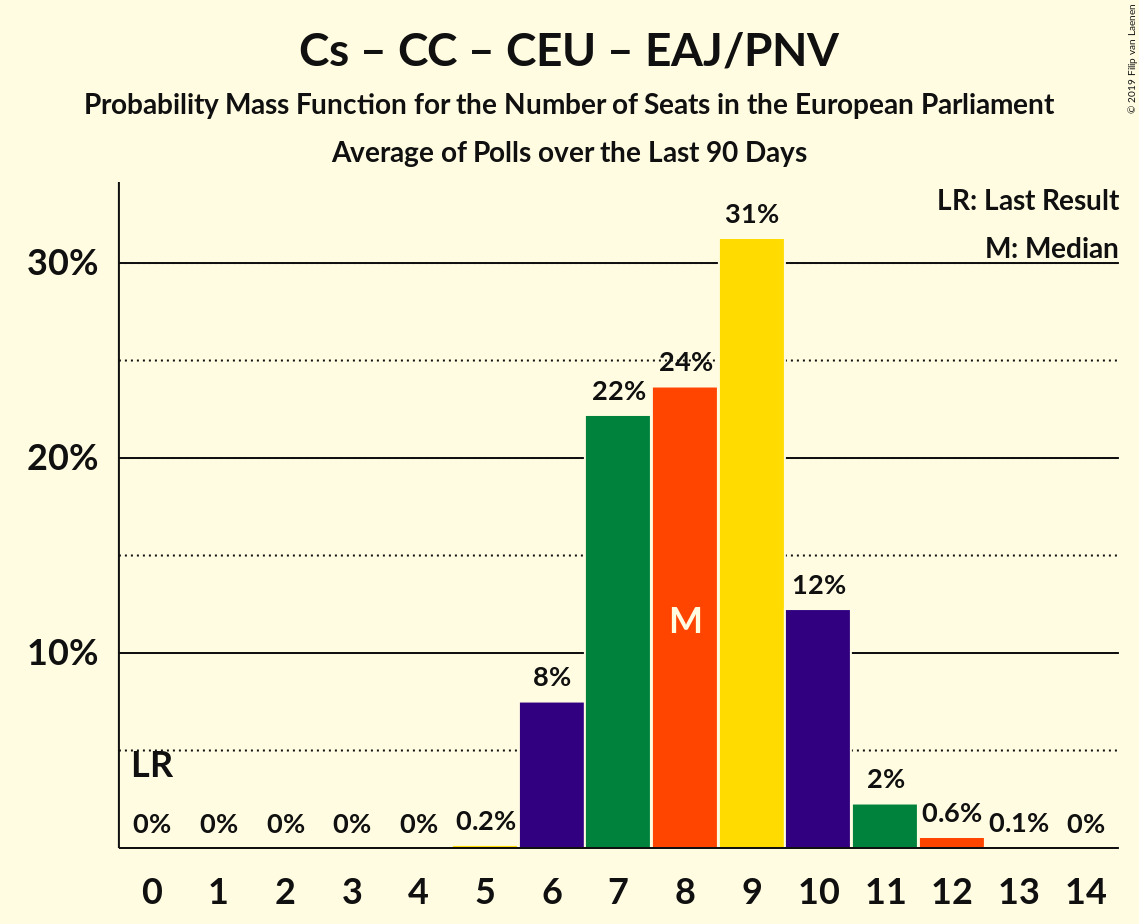 Cs – CC – CEU – EAJ/PNV
Probability Mass Function for the Number of Seats in the European Parliament
Average of Polls over the Last 90 Days
© 2019 Filip van Laenen
LR: Last Result
M: Median
31%
30%
24%
22%
20%
12%
M
10%
8%
LR
2%
0% 0% 0% 0% 0% 0.2% 0.6% 0.1% 0%
0 1 2 3 4 5 6 7 8 9 10 11 12 13 14